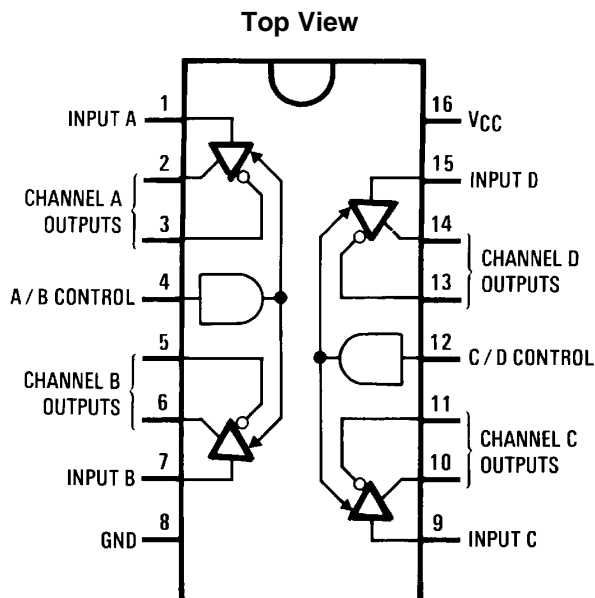 Top View
1
INPUT A
2
CHANNEL A
OUTPUTS
3
4
A / B CONTROL
5
CHANNEL B
OUTPUTS
6
7
INPUT B
8
GND
16
VCC
15
INPUT D
14
CHANNEL D
OUTPUTS
13
12
C / D CONTROL
11
CHANNEL C
OUTPUTS
10
9
INPUT C